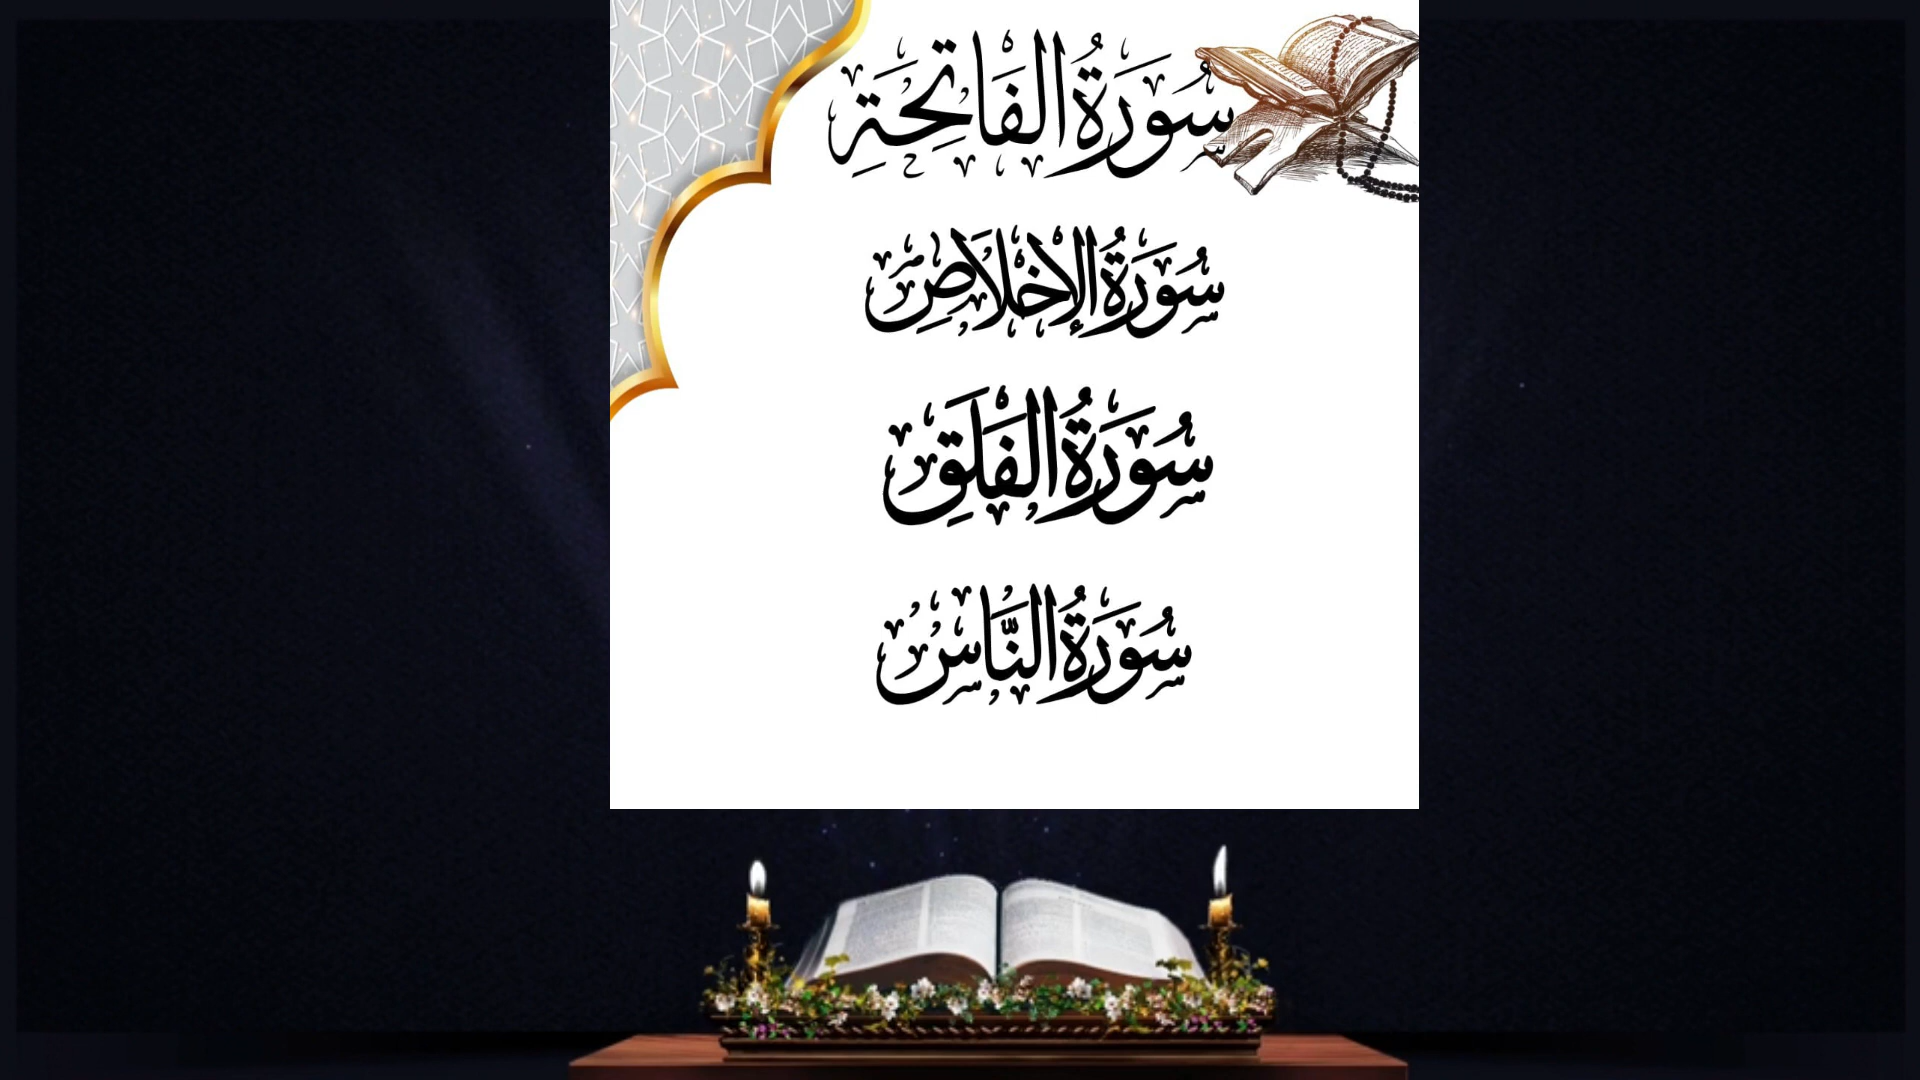 سُورَةُ الفَاتِحَةِ
سُورَةُ الإِخْلَاصِ
سُورَةُ الفَلَقِ
سُورَةُ النَّاسْ